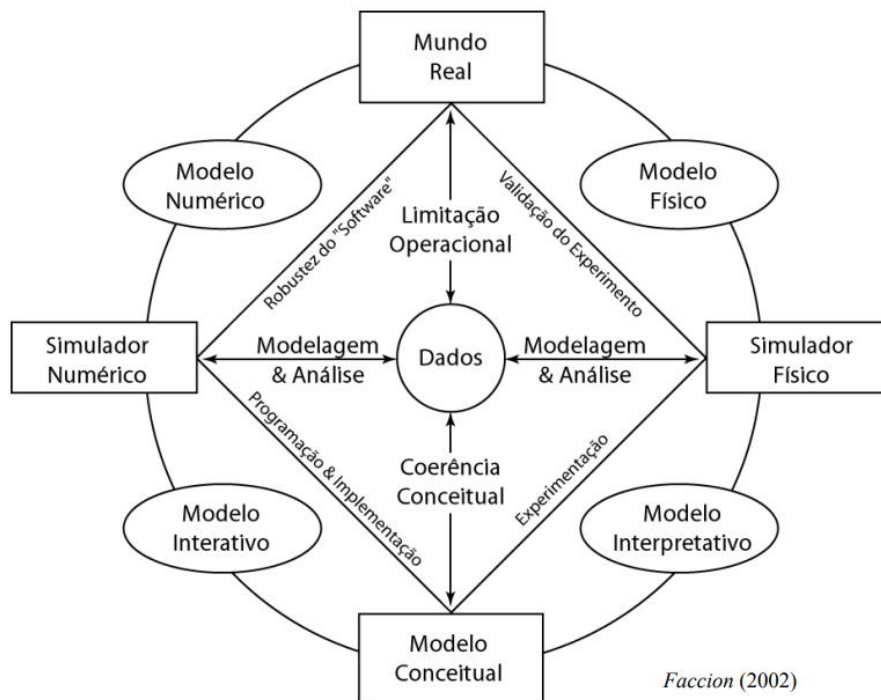 Mundo
Real
Modelo
Numérico
Modelo
Físico
Robustez do "Software"
Limitação
Operacional
Validação do Experimento
Simulador
Numérico
Modelagem
& Análise
Dados
Modelagem
& Análise
Simulador
Físico
Programação & Implementação
Coerência
Conceitual
Experimentação
Modelo
Interativo
Modelo
Interpretativo
Modelo
Conceitual
Faccion (2002)